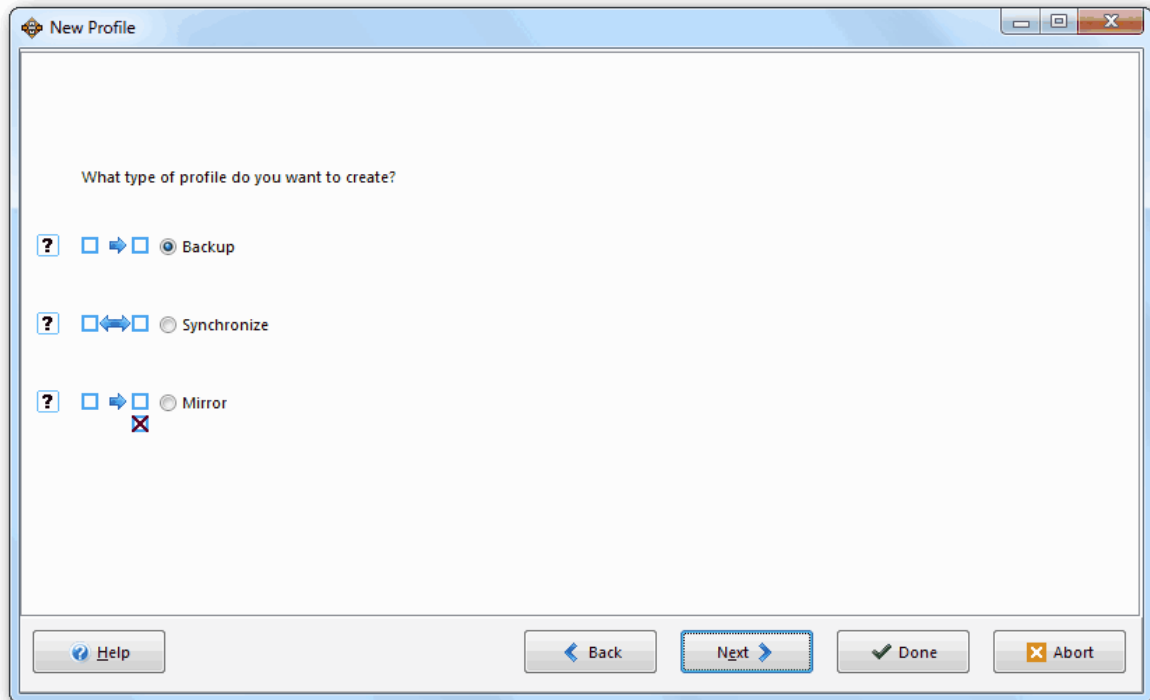 New Profile
What type of profile do you want to create?
? Backup
? Synchronize
? Mirror
Help Back Next Done Abort